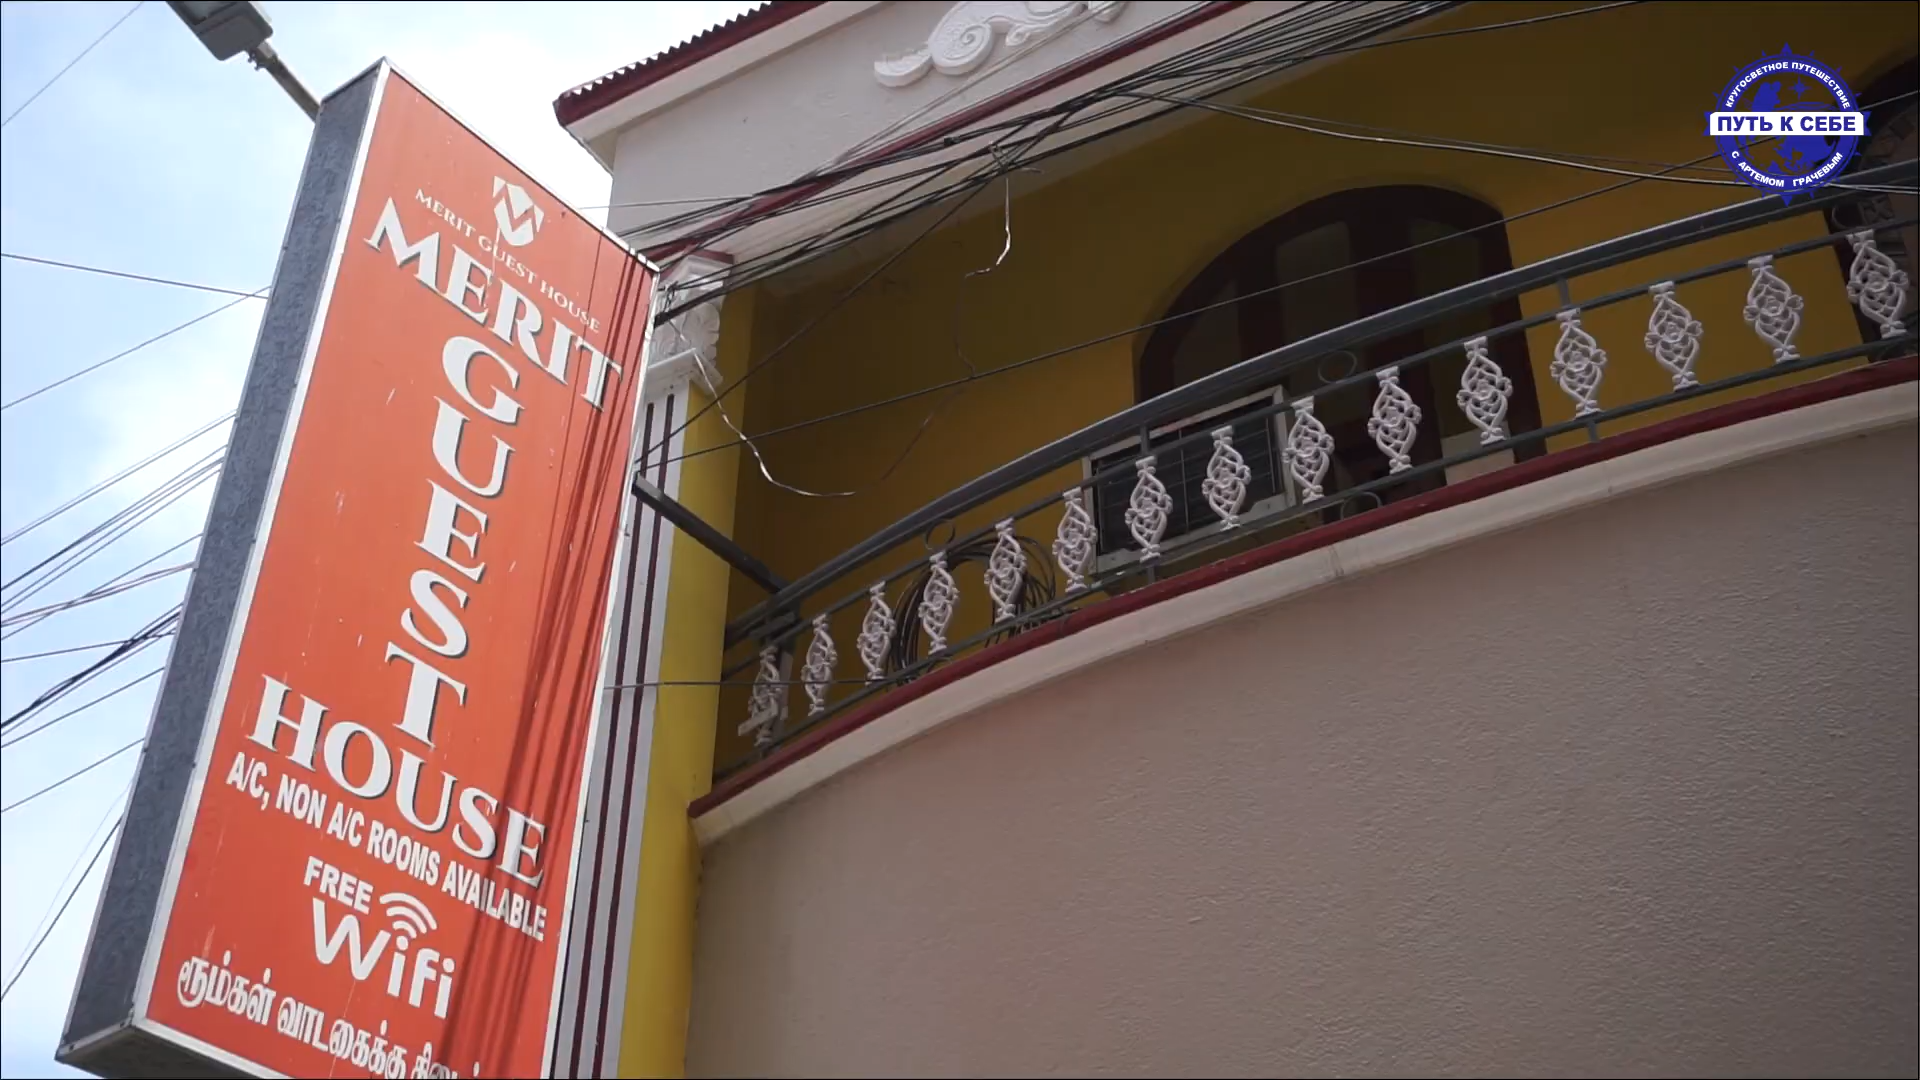 MERIT GUEST HOUSE
MERIT
GUEST
HOUSE
A/C, NON A/C ROOMS AVAILABLE
FREE
Wifi
ரூம்கள் வாடகைக்கு
КРУГОСВЕТНОЕ ПУТЕШЕСТВИЕ
ПУТЬ К СЕБЕ
С АРТЕМОМ ГРАЧЕВЫМ